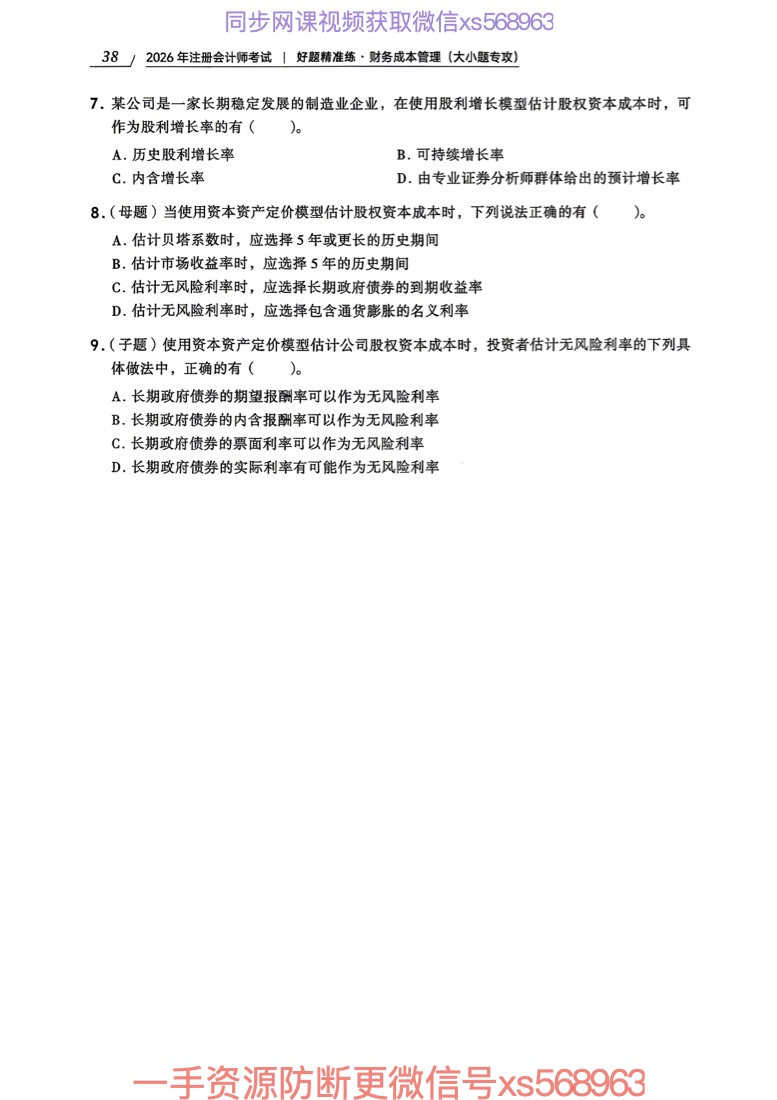 同步网课视频获取微信xs568963
38 / 2026年注册会计师考试 | 好题精准练·财务成本管理（大小题专攻）
7. 某公司是一家长期稳定发展的制造业企业，在使用股利增长模型估计股权资本成本时，可
作为股利增长率的有（　　）。
A. 历史股利增长率　B. 可持续增长率
C. 内含增长率　D. 由专业证券分析师群体给出的预计增长率
8.（母题）当使用资本资产定价模型估计股权资本成本时，下列说法正确的有（　　）。
A. 估计贝塔系数时，应选择5年或更长的历史期间
B. 估计市场收益率时，应选择5年的历史期间
C. 估计无风险利率时，应选择长期政府债券的到期收益率
D. 估计无风险利率时，应选择包含通货膨胀的名义利率
9.（子题）使用资本资产定价模型估计公司股权资本成本时，投资者估计无风险利率的下列具
体做法中，正确的有（　　）。
A. 长期政府债券的期望报酬率可以作为无风险利率
B. 长期政府债券的内含报酬率可以作为无风险利率
C. 长期政府债券的票面利率可以作为无风险利率
D. 长期政府债券的实际利率有可能作为无风险利率
一手资源防断更微信号xs568963